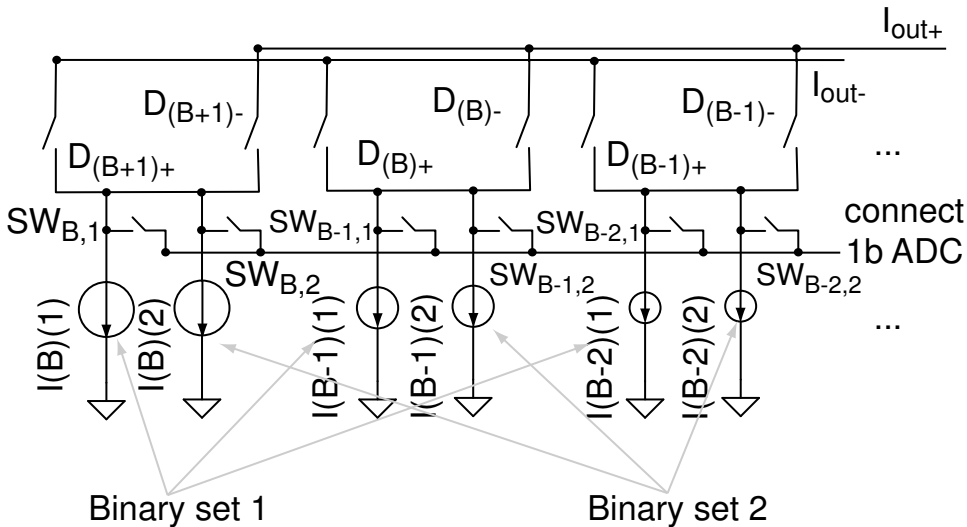 Iout+
Iout-
D(B+1)-
D(B)-
D(B-1)-
D(B+1)+
D(B)+
D(B-1)+
...
SWB,1
SWB-1,1
SWB-2,1
connect
1b ADC
SWB,2
SWB-1,2
SWB-2,2
I(B)(1)
I(B)(2)
I(B-1)(1)
I(B-1)(2)
I(B-2)(1)
I(B-2)(2)
...
Binary set 1
Binary set 2